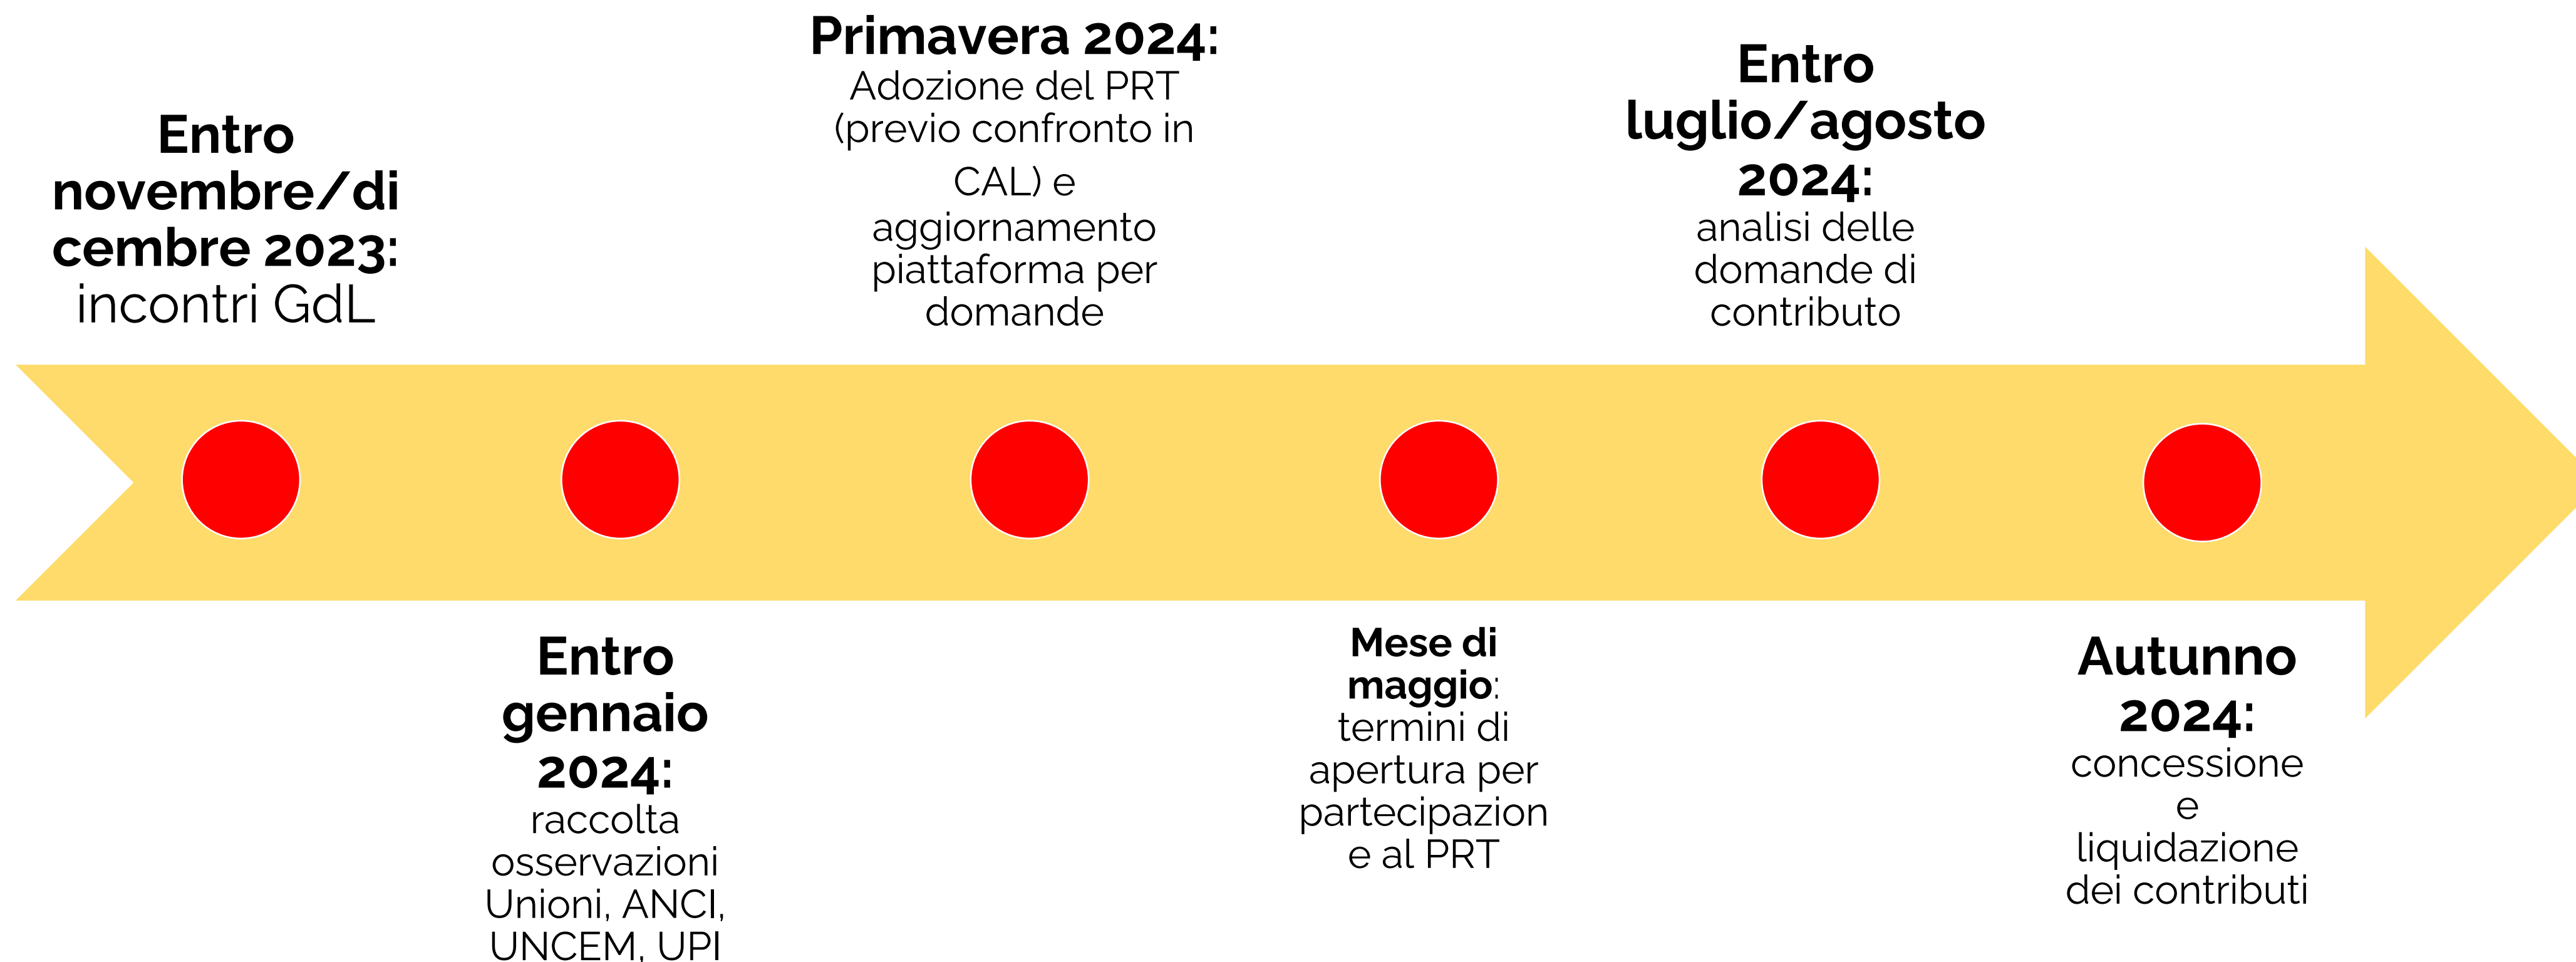 Entro
novembre/di
cembre 2023:
incontri GdL
Entro
gennaio
2024:
raccolta
osservazioni
Unioni, ANCI,
UNCEM, UPI
Primavera 2024:
Adozione del PRT
(previo confronto in
CAL) e
aggiornamento
piattaforma per
domande
Mese di
maggio:
termini di
apertura per
partecipazion
e al PRT
Entro
luglio/agosto
2024:
analisi delle
domande di
contributo
Autunno
2024:
concessione
e
liquidazione
dei contributi